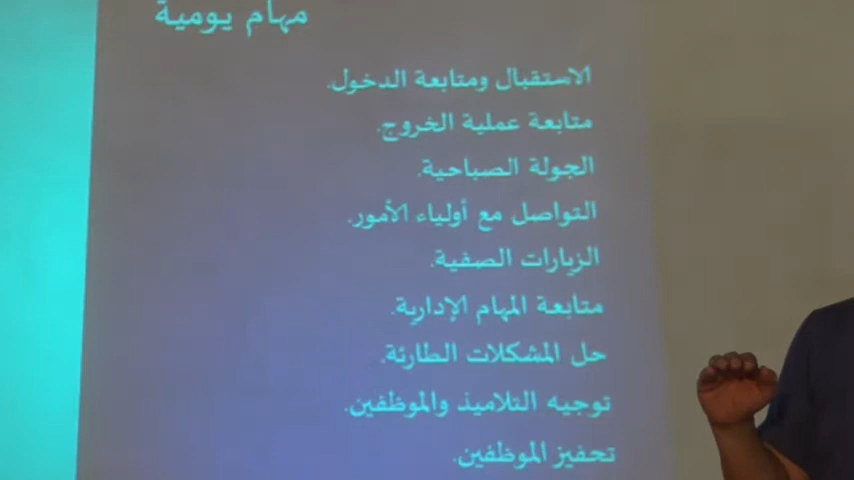 مهام يومية
الاستقبال ومتابعة الدخول.
متابعة عملية الخروج.
الجولة الصباحية.
التواصل مع أولياء الأمور.
الزيارات الصفية.
متابعة المهام الإدارية.
حل المشكلات الطارئة.
توجيه التلاميذ والموظفين.
تحفيز الموظفين.